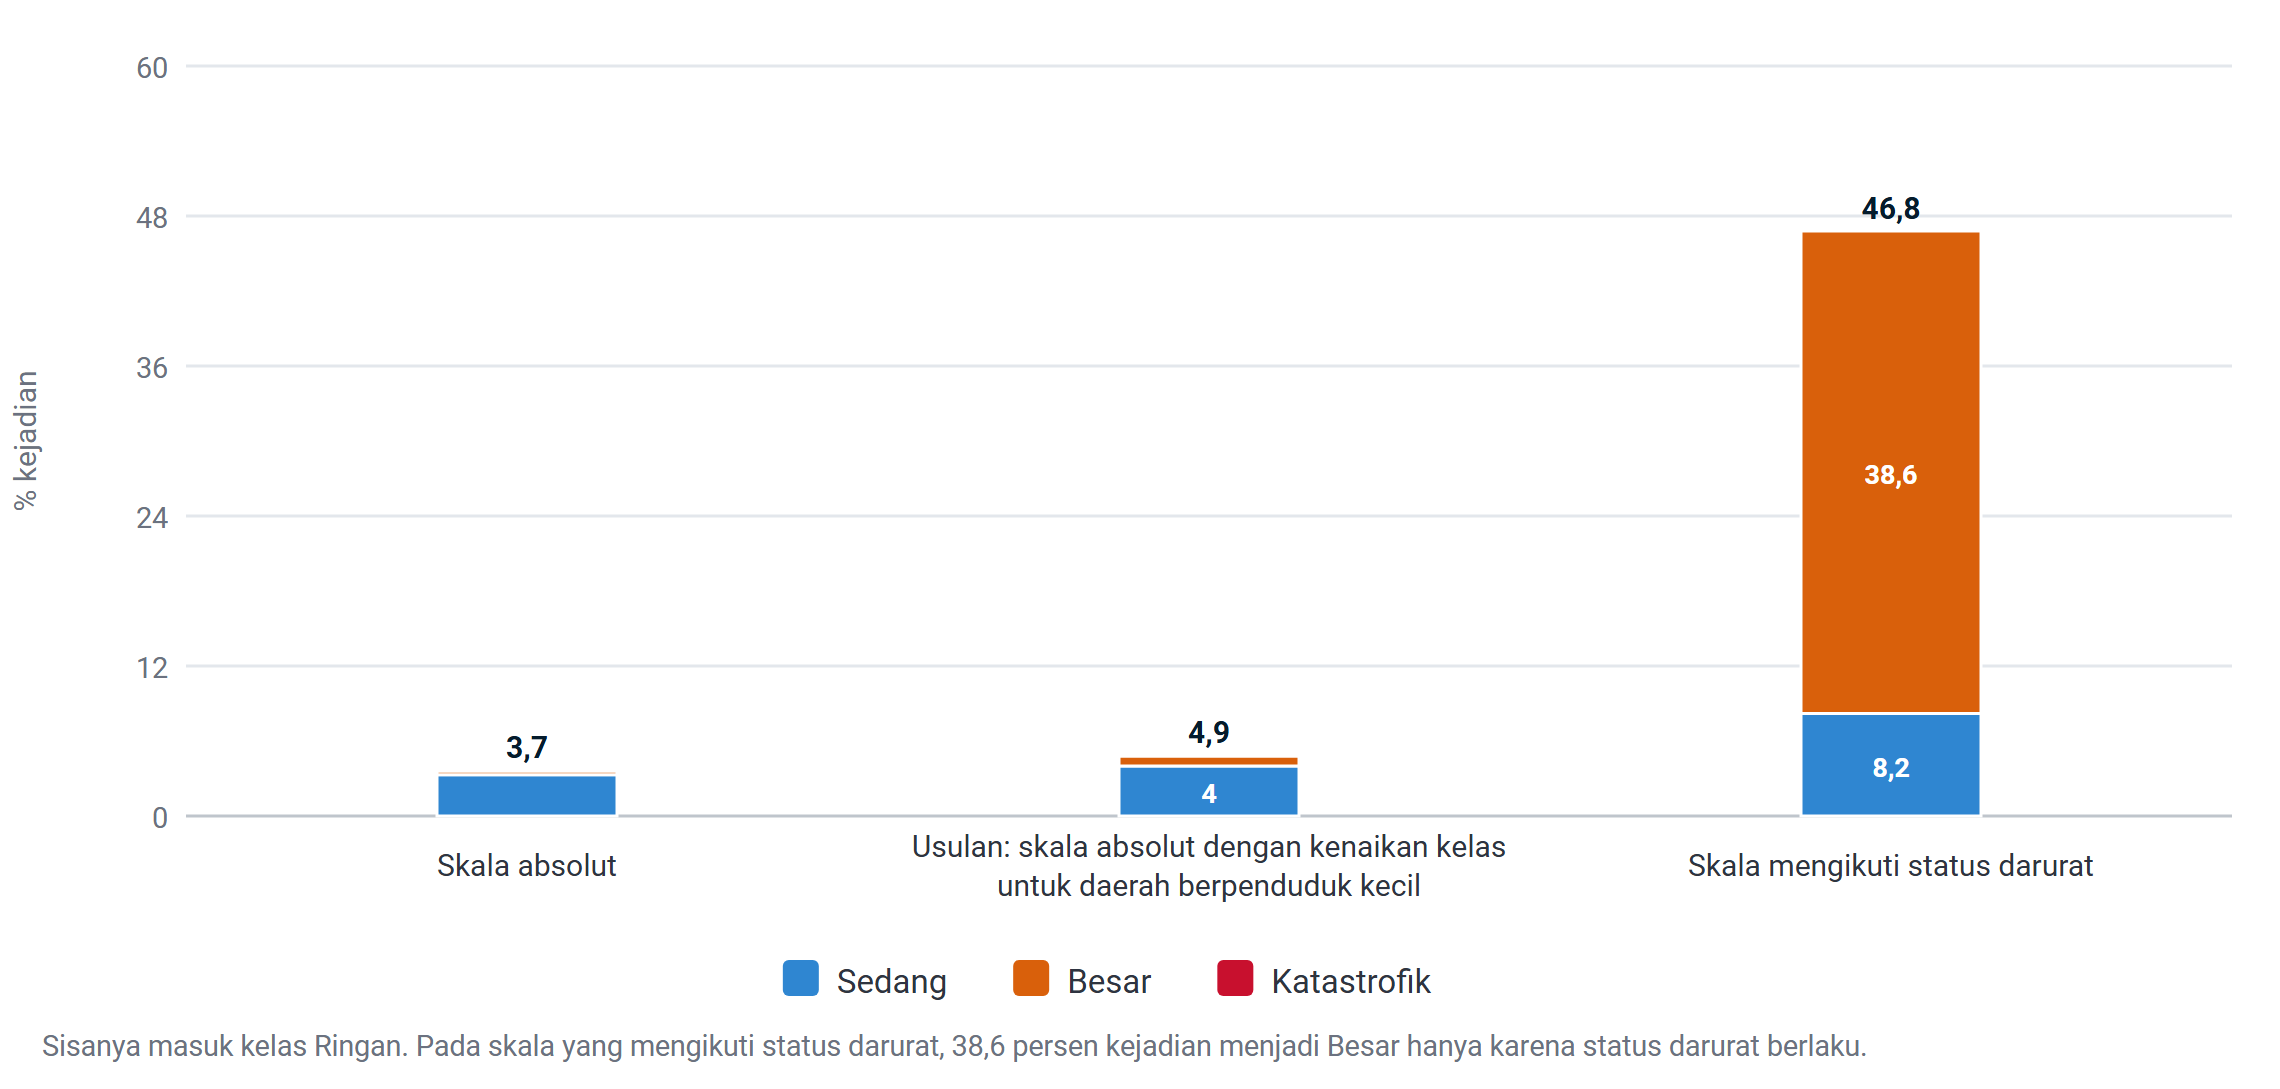 60
48
36
24
12
0
% kejadian
3,7
4,9
4
46,8
38,6
8,2
Skala absolut
Usulan: skala absolut dengan kenaikan kelas
untuk daerah berpenduduk kecil
Skala mengikuti status darurat
Sedang
Besar
Katastrofik
Sisanya masuk kelas Ringan. Pada skala yang mengikuti status darurat, 38,6 persen kejadian menjadi Besar hanya karena status darurat berlaku.